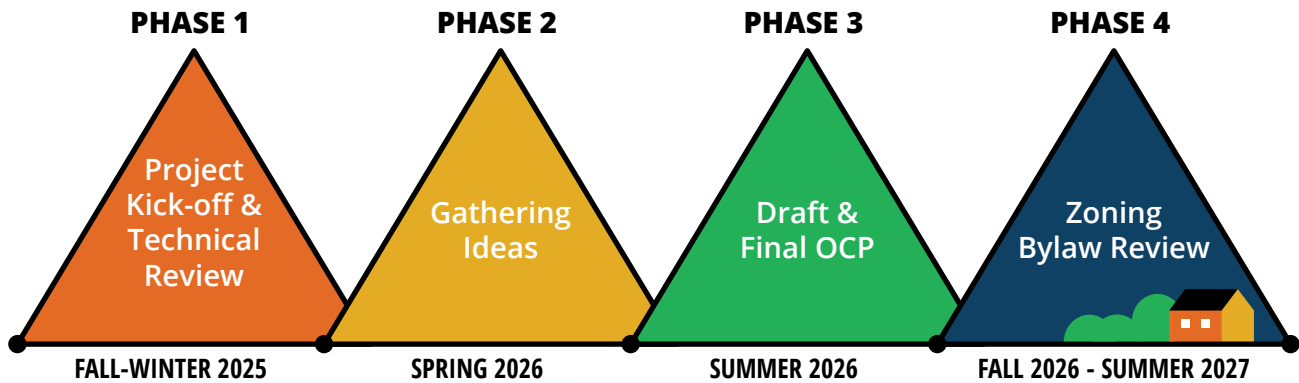 PHASE 1
PHASE 2
PHASE 3
PHASE 4
Project
Kick-off &
Technical
Review
Gathering
Ideas
Draft &
Final OCP
Zoning
Bylaw Review
FALL-WINTER 2025
SPRING 2026
SUMMER 2026
FALL 2026 - SUMMER 2027